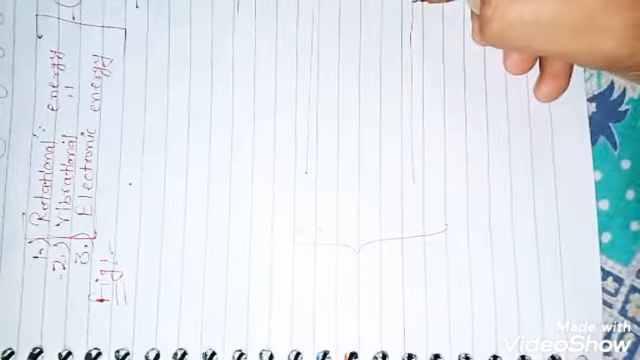 1.) Rotational : energy
2.) Vibrational "
3.) Electronic energy
fig:-
Made with
VideoShow